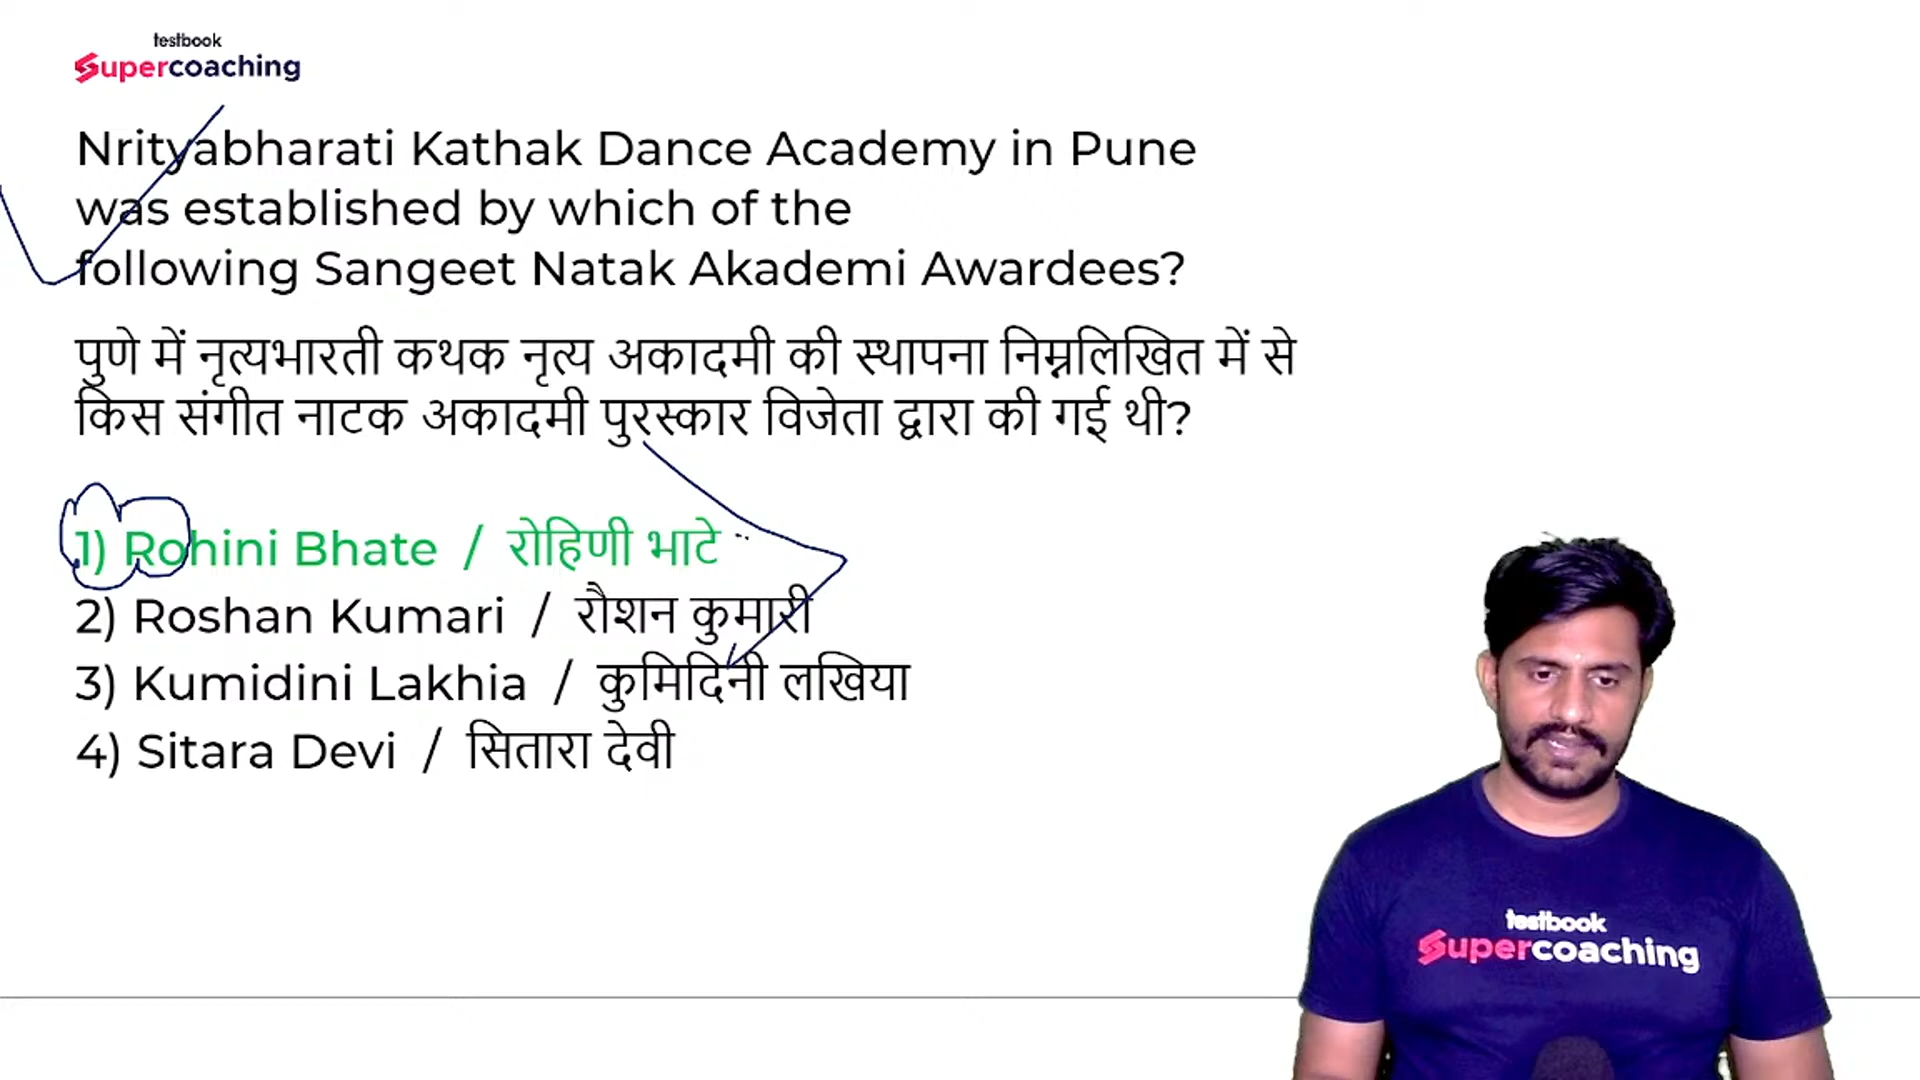 testbook
Supercoaching
Nrityabharati Kathak Dance Academy in Pune
was established by which of the
following Sangeet Natak Akademi Awardees?
पुणे में नृत्यभारती कथक नृत्य अकादमी की स्थापना निम्नलिखित में से
किस संगीत नाटक अकादमी पुरस्कार विजेता द्वारा की गई थी?
1) Rohini Bhate / रोहिणी भाटे
2) Roshan Kumari / रौशन कुमारी
3) Kumidini Lakhia / कुमिदिनी लखिया
4) Sitara Devi / सितारा देवी
testbook
Supercoaching